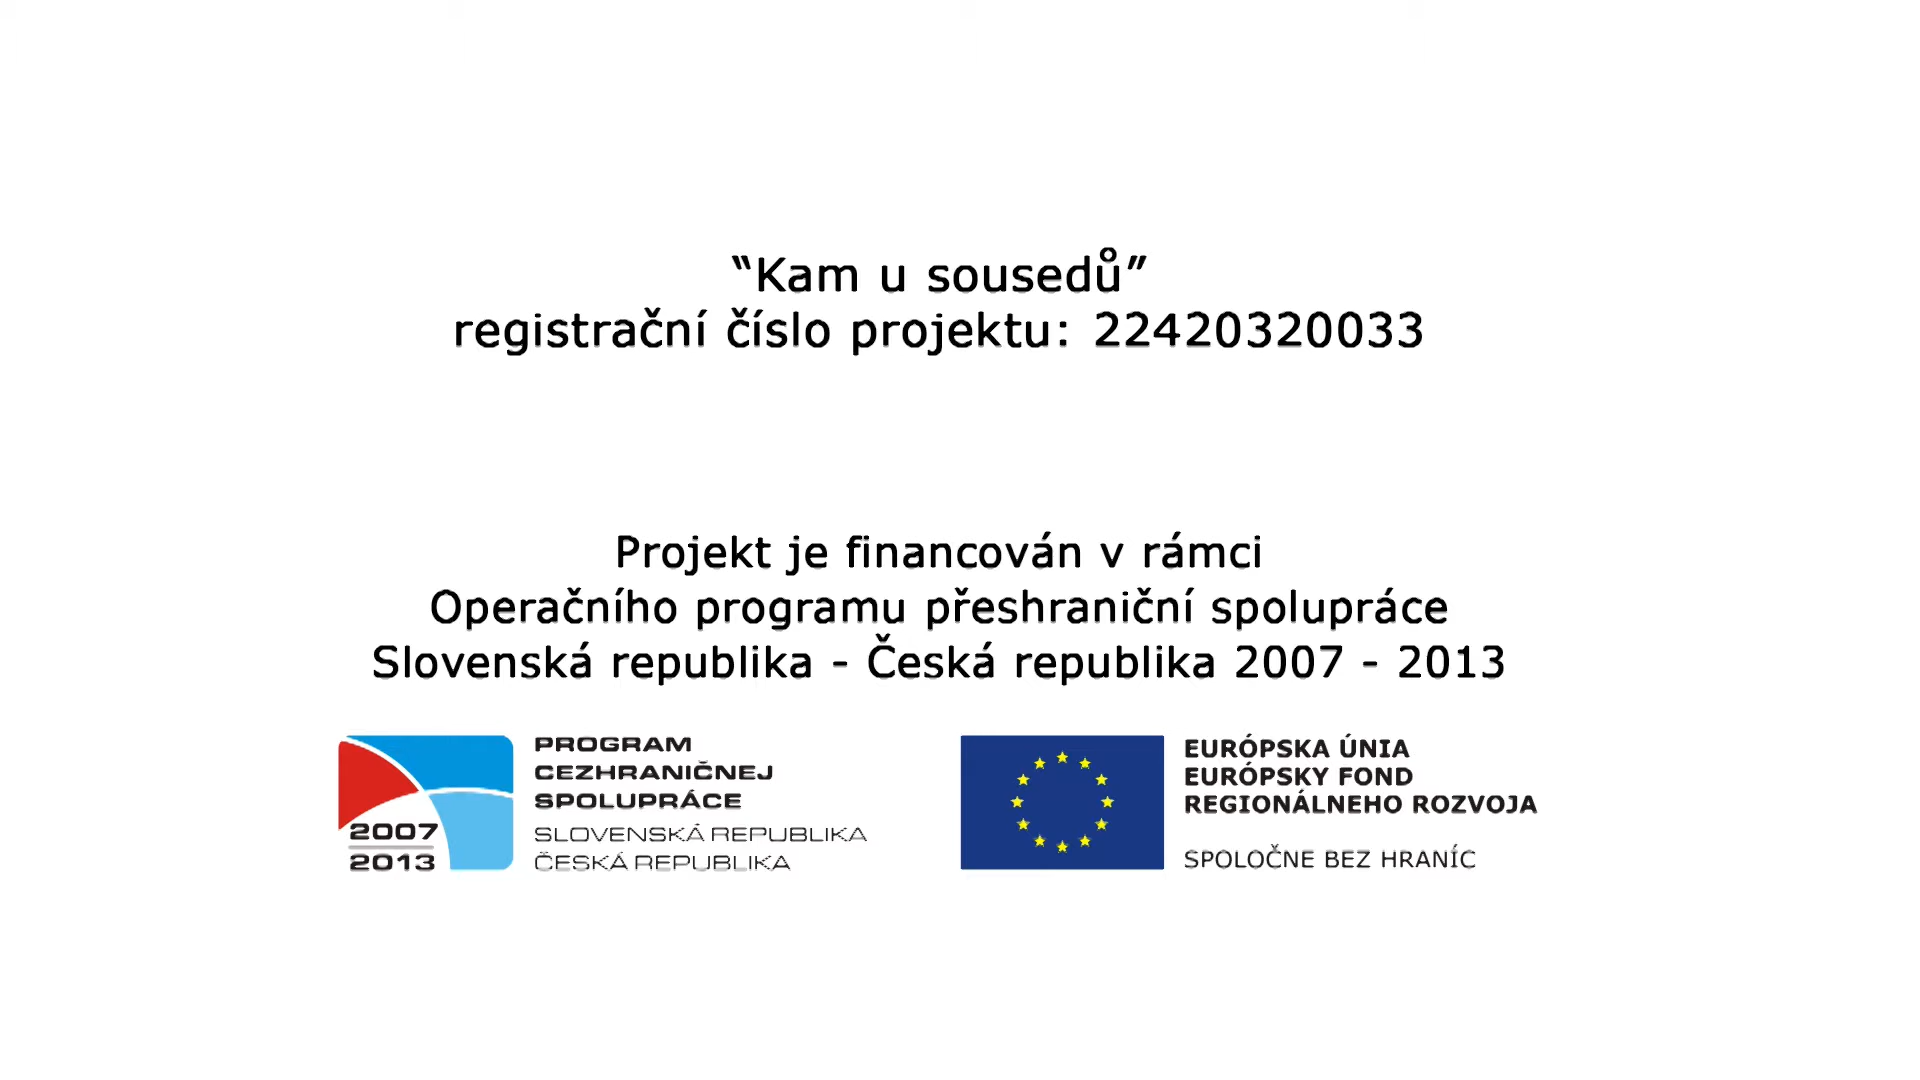 “Kam u sousedů”
registrační číslo projektu: 22420320033
Projekt je financován v rámci
Operačního programu přeshraniční spolupráce
Slovenská republika - Česká republika 2007 - 2013
2007
2013
PROGRAM
CEZHRANIČNEJ
SPOLUPRÁCE
SLOVENSKÁ REPUBLIKA
ČESKÁ REPUBLIKA
EURÓPSKA ÚNIA
EURÓPSKY FOND
REGIONÁLNEHO ROZVOJA
SPOLOČNE BEZ HRANÍC